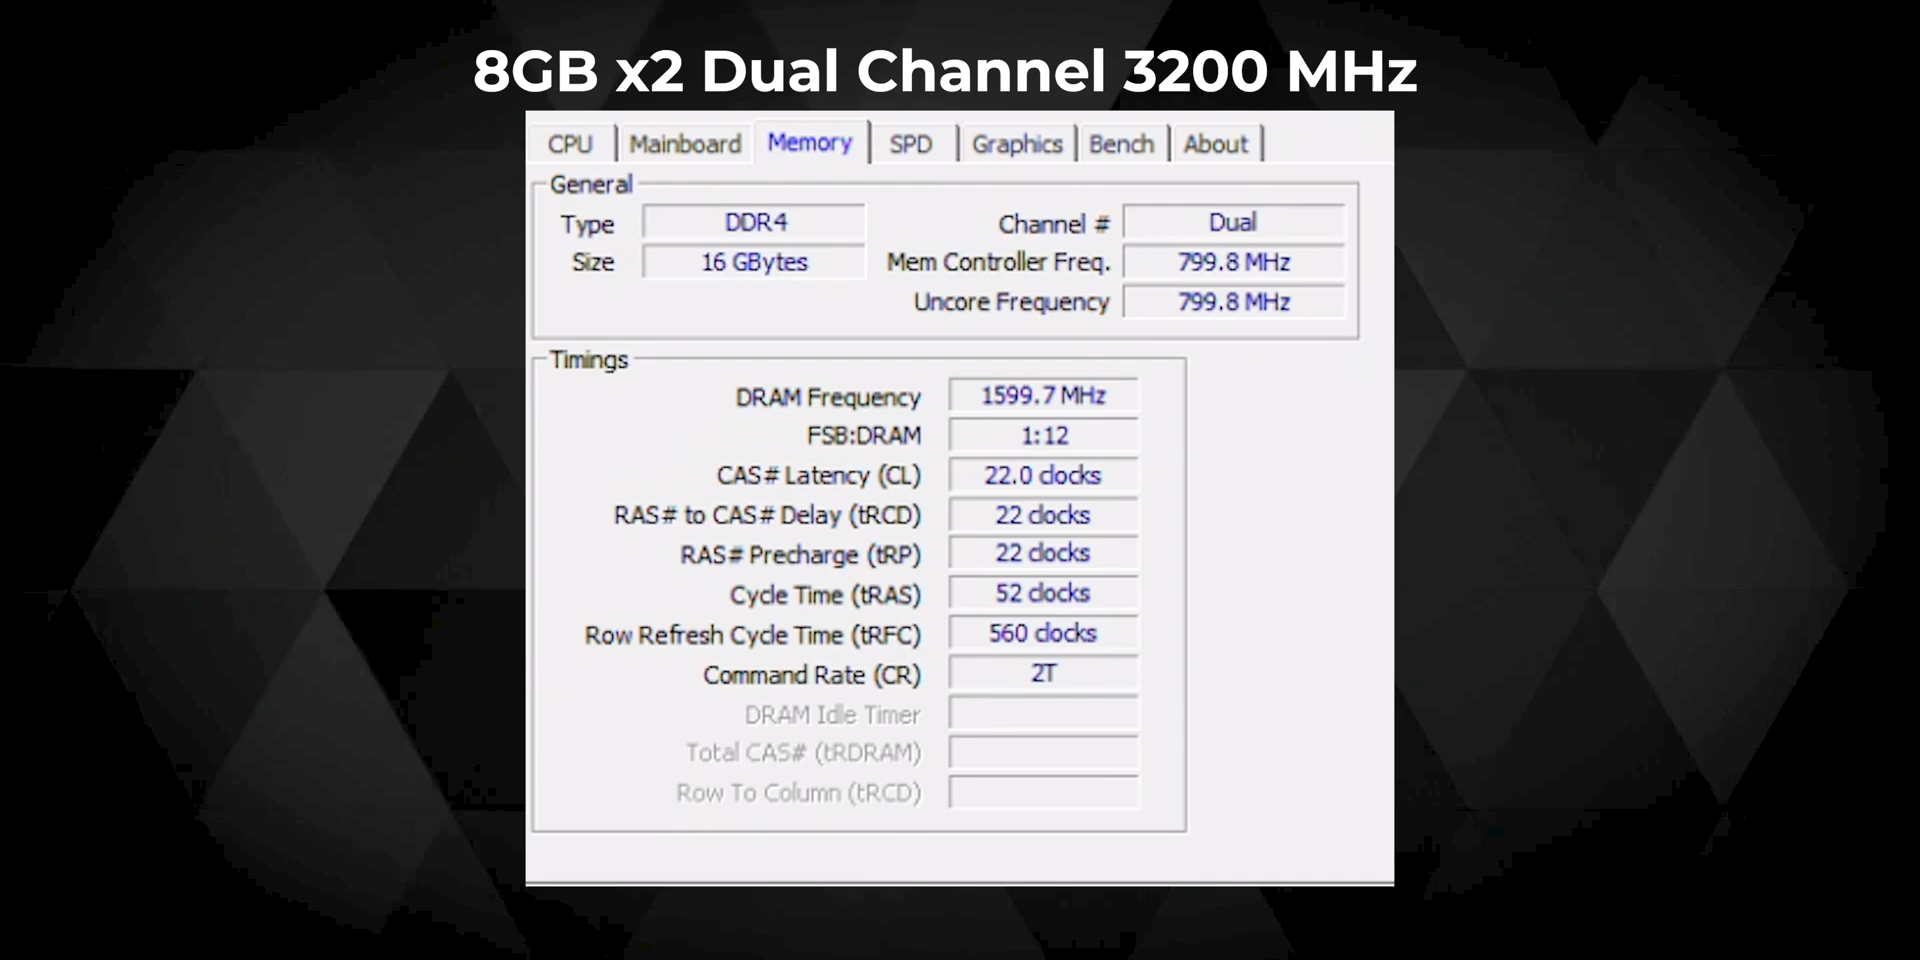 8GB x2 Dual Channel 3200 MHz
CPU Mainboard Memory SPD Graphics Bench About
General
Type DDR4 Channel # Dual
Size 16 GBytes Mem Controller Freq. 799.8 MHz
Uncore Frequency 799.8 MHz
Timings
DRAM Frequency 1599.7 MHz
FSB:DRAM 1:12
CAS# Latency (CL) 22.0 clocks
RAS# to CAS# Delay (tRCD) 22 clocks
RAS# Precharge (tRP) 22 clocks
Cycle Time (tRAS) 52 clocks
Row Refresh Cycle Time (tRFC) 560 clocks
Command Rate (CR) 2T
DRAM Idle Timer
Total CAS# (tRDRAM)
Row To Column (tRCD)